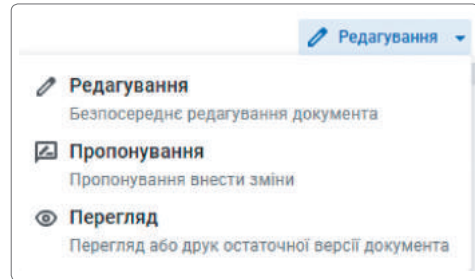 Редагування
Редагування
Безпосереднє редагування документа
Пропонування
Пропонування внести зміни
Перегляд
Перегляд або друк остаточної версії документа